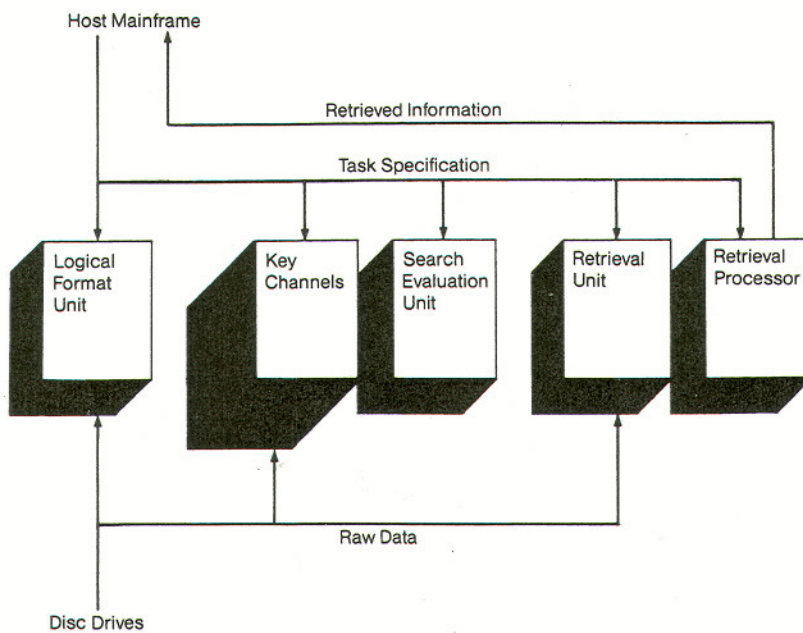 Host Mainframe
Retrieved Information
Task Specification
Logical
Format
Unit
Key
Channels
Search
Evaluation
Unit
Retrieval
Unit
Retrieval
Processor
Raw Data
Disc Drives